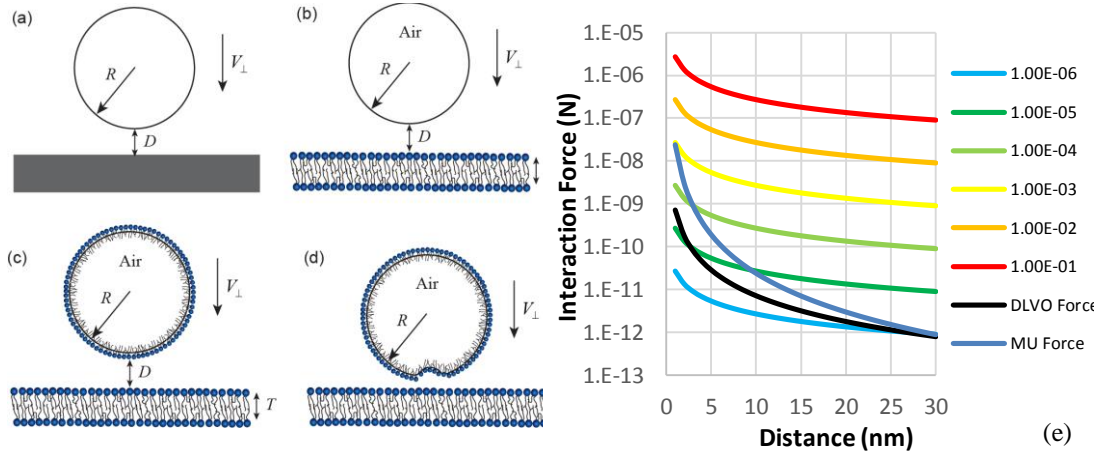 (a)
R
V⊥
D
(b)
Air
R
V⊥
D
(c)
Air
R
V⊥
D
T
(d)
Air
R
V⊥
Interaction Force (N)
1.E-05
1.E-06
1.E-07
1.E-08
1.E-09
1.E-10
1.E-11
1.E-12
1.E-13
0 5 10 15 20 25 30
Distance (nm)
1.00E-06
1.00E-05
1.00E-04
1.00E-03
1.00E-02
1.00E-01
DLVO Force
MU Force
(e)